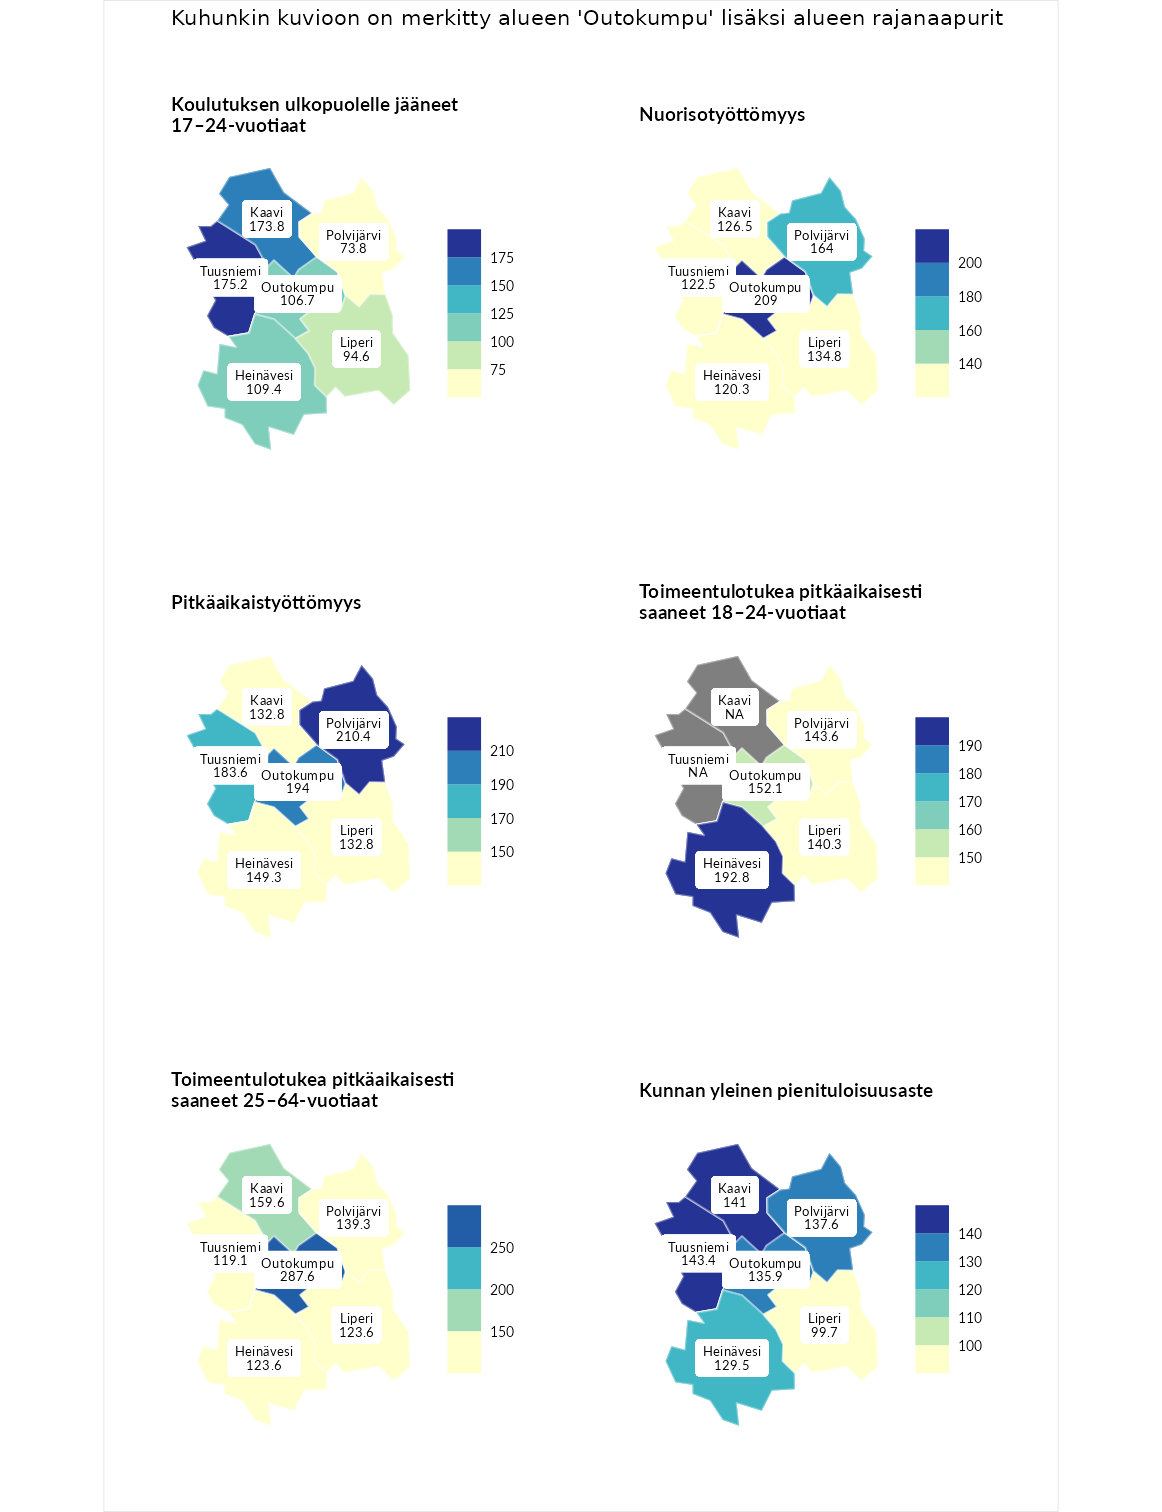 Kuhunkin kuvioon on merkitty alueen 'Outokumpu' lisäksi alueen rajanaapurit
Koulutuksen ulkopuolelle jääneet
17–24-vuotiaat
Kaavi
173.8
Polvijärvi
73.8
Tuusniemi
175.2
Outokumpu
106.7
Liperi
94.6
Heinävesi
109.4
175
150
125
100
75
Nuorisotyöttömyys
Kaavi
126.5
Polvijärvi
164
Tuusniemi
122.5
Outokumpu
209
Liperi
134.8
Heinävesi
120.3
200
180
160
140
Pitkäaikaistyöttömyys
Kaavi
132.8
Polvijärvi
210.4
Tuusniemi
183.6
Outokumpu
194
Liperi
132.8
Heinävesi
149.3
210
190
170
150
Toimeentulotukea pitkäaikaisesti
saaneet 18–24-vuotiaat
Kaavi
NA
Polvijärvi
143.6
Tuusniemi
NA
Outokumpu
152.1
Liperi
140.3
Heinävesi
192.8
190
180
170
160
150
Toimeentulotukea pitkäaikaisesti
saaneet 25–64-vuotiaat
Kaavi
159.6
Polvijärvi
139.3
Tuusniemi
119.1
Outokumpu
287.6
Liperi
123.6
Heinävesi
123.6
250
200
150
Kunnan yleinen pienituloisuusaste
Kaavi
141
Polvijärvi
137.6
Tuusniemi
143.4
Outokumpu
135.9
Liperi
99.7
Heinävesi
129.5
140
130
120
110
100